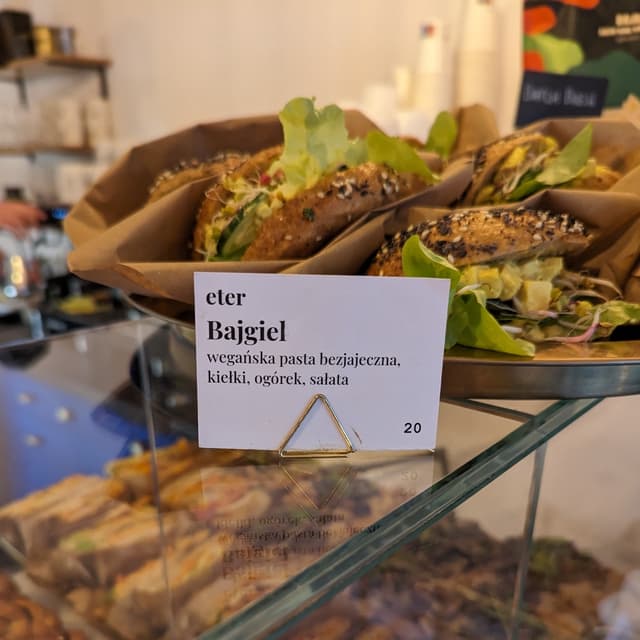 eter
Bajgiel
wegańska pasta bezjajeczna,
kiełki, ogórek, sałata
20